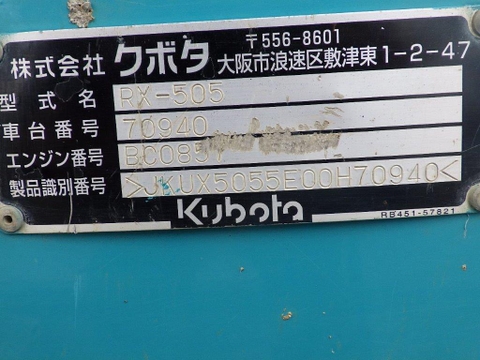 株式会社 クボタ 〒556-8601
大阪市浪速区敷津東1-2-47
型式名 RX-505
車台番号 70940
エンジン番号 BC085
製品識別番号 >JKUX5055E00H70940<
Kubota
RB451-57821